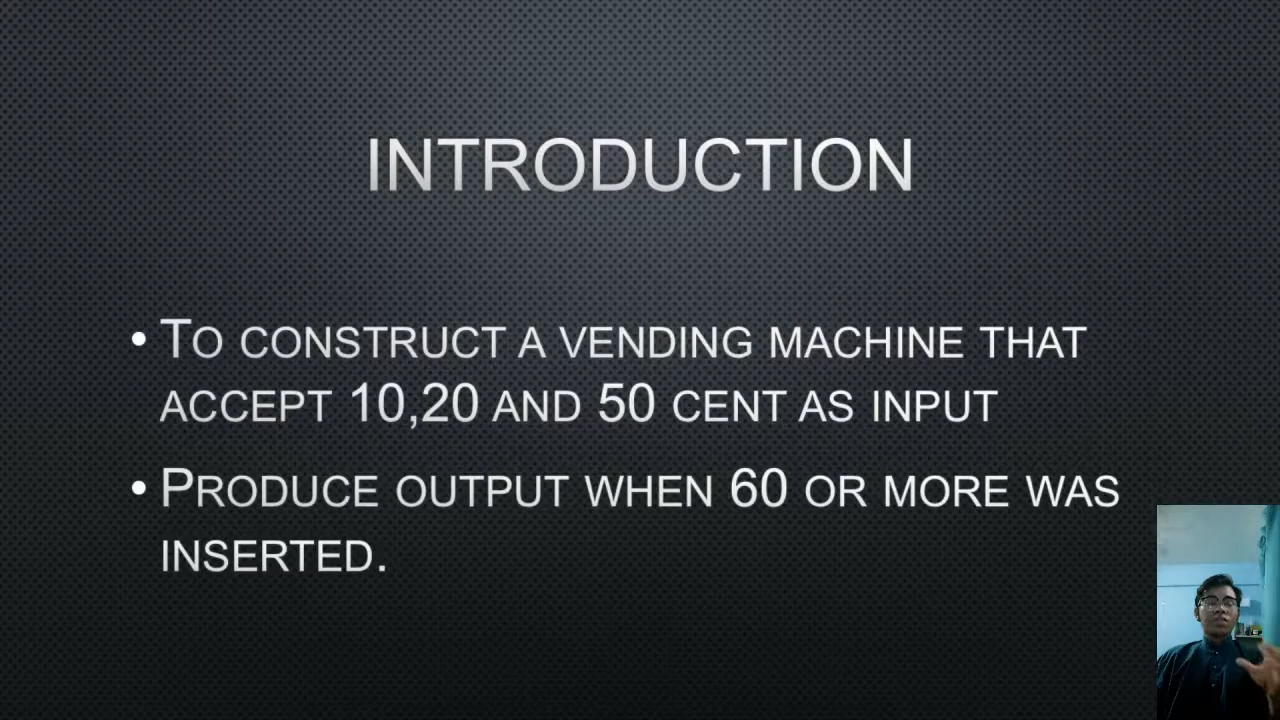 INTRODUCTION
• TO CONSTRUCT A VENDING MACHINE THAT
ACCEPT 10,20 AND 50 CENT AS INPUT
• PRODUCE OUTPUT WHEN 60 OR MORE WAS
INSERTED.